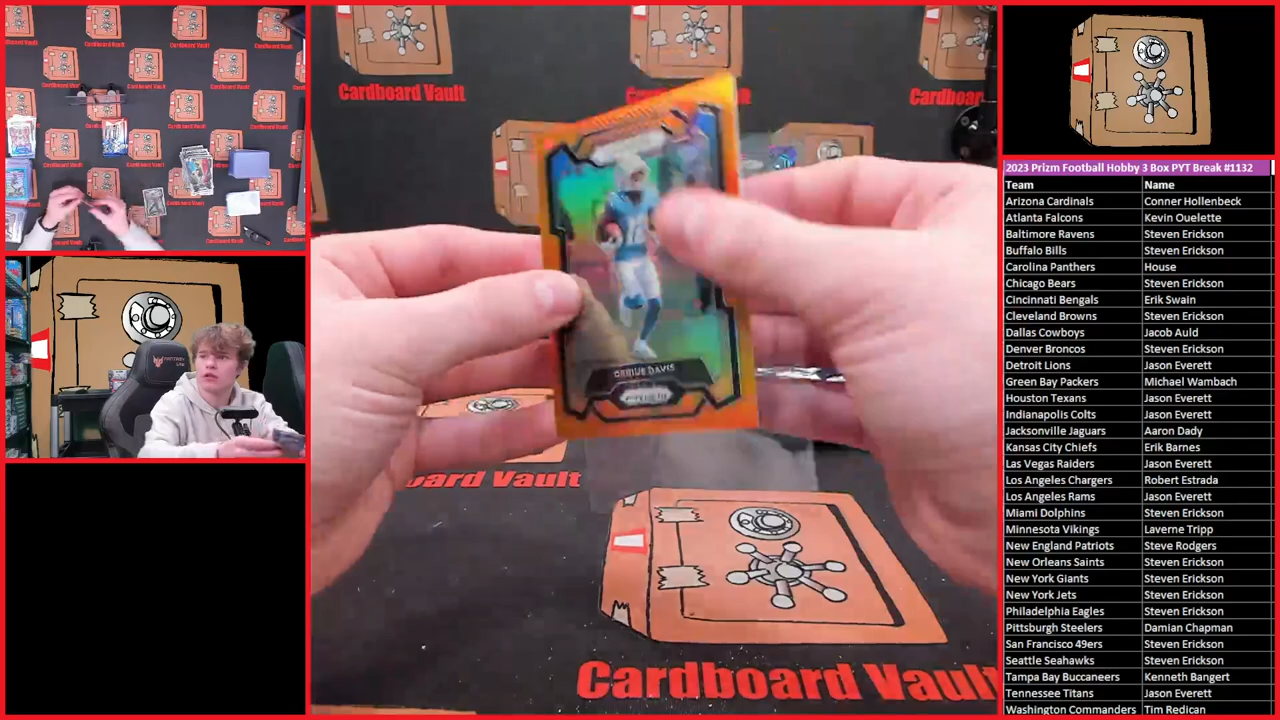 Cardboard Vault
Cardboard Vault
Cardboard Vault
DERIUS DAVIS
PRIZM
Cardboard Vault
2023 Prizm Football Hobby 3 Box PYT Break #1132
Team Name
Arizona Cardinals Conner Hollenbeck
Atlanta Falcons Kevin Ouelette
Baltimore Ravens Steven Erickson
Buffalo Bills Steven Erickson
Carolina Panthers House
Chicago Bears Steven Erickson
Cincinnati Bengals Erik Swain
Cleveland Browns Steven Erickson
Dallas Cowboys Jacob Auld
Denver Broncos Steven Erickson
Detroit Lions Jason Everett
Green Bay Packers Michael Wambach
Houston Texans Jason Everett
Indianapolis Colts Jason Everett
Jacksonville Jaguars Aaron Dady
Kansas City Chiefs Erik Barnes
Las Vegas Raiders Jason Everett
Los Angeles Chargers Robert Estrada
Los Angeles Rams Jason Everett
Miami Dolphins Steven Erickson
Minnesota Vikings Laverne Tripp
New England Patriots Steve Rodgers
New Orleans Saints Steven Erickson
New York Giants Steven Erickson
New York Jets Steven Erickson
Philadelphia Eagles Steven Erickson
Pittsburgh Steelers Damian Chapman
San Francisco 49ers Steven Erickson
Seattle Seahawks Steven Erickson
Tampa Bay Buccaneers Kenneth Bangert
Tennessee Titans Jason Everett
Washington Commanders Tim Redican